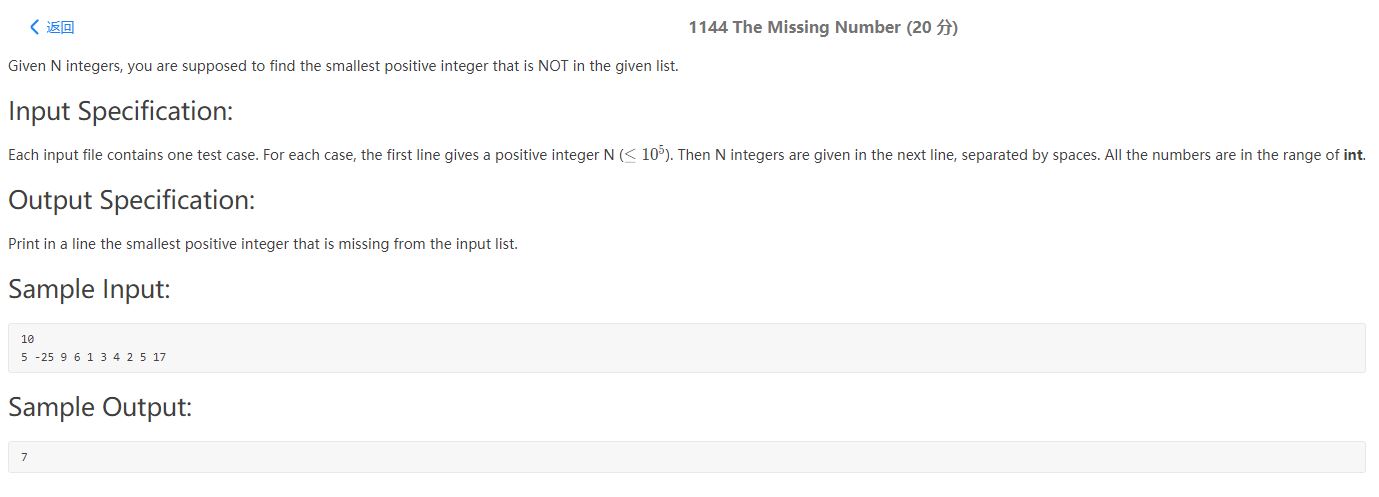 返回
1144 The Missing Number (20 分)
Given N integers, you are supposed to find the smallest positive integer that is NOT in the given list.
Input Specification:
Each input file contains one test case. For each case, the first line gives a positive integer N (≤ 10⁵). Then N integers are given in the next line, separated by spaces. All the numbers are in the range of int.
Output Specification:
Print in a line the smallest positive integer that is missing from the input list.
Sample Input:
10
5 -25 9 6 1 3 4 2 5 17
Sample Output:
7